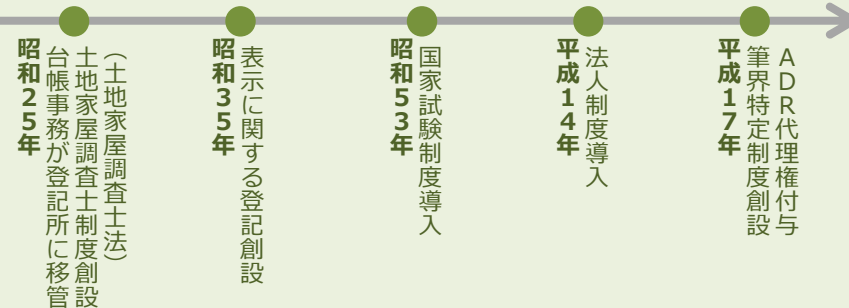 昭和25年
台帳事務が登記所に移管
土地家屋調査士制度創設
（土地家屋調査士法）
昭和35年
表示に関する登記創設
昭和53年
国家試験制度導入
平成14年
法人制度導入
平成17年
筆界特定制度創設
ADR代理権付与